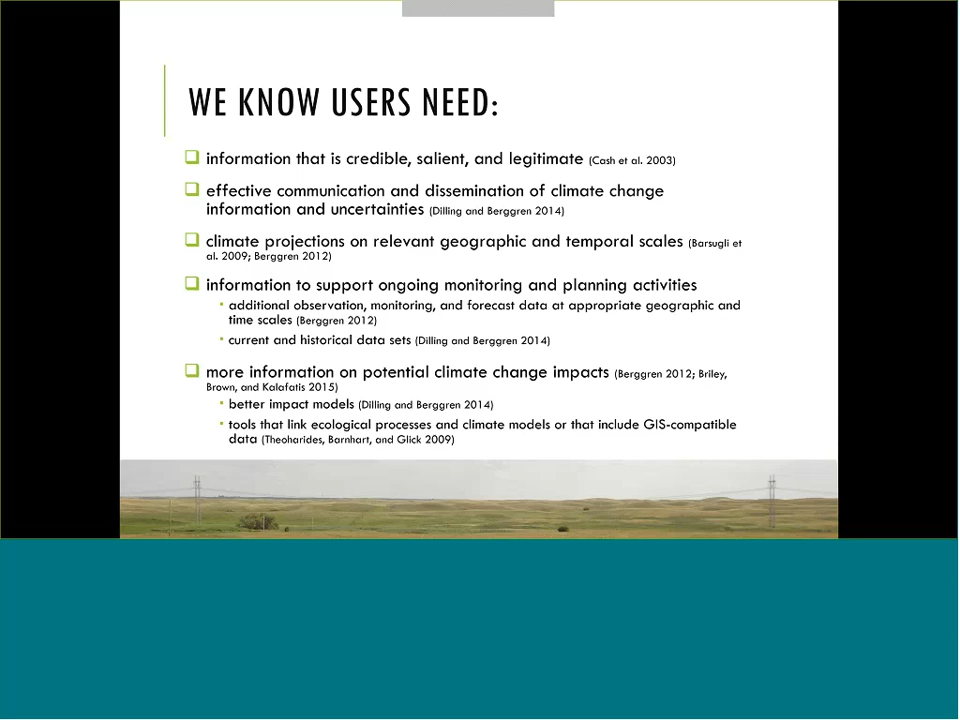 WE KNOW USERS NEED:
information that is credible, salient, and legitimate (Cash et al. 2003)
effective communication and dissemination of climate change
information and uncertainties (Dilling and Berggren 2014)
climate projections on relevant geographic and temporal scales (Barsugli et
al. 2009; Berggren 2012)
information to support ongoing monitoring and planning activities
additional observation, monitoring, and forecast data at appropriate geographic and
time scales (Berggren 2012)
current and historical data sets (Dilling and Berggren 2014)
more information on potential climate change impacts (Berggren 2012; Briley,
Brown, and Kalafatis 2015)
better impact models (Dilling and Berggren 2014)
tools that link ecological processes and climate models or that include GIS-compatible
data (Theoharides, Barnhart, and Glick 2009)